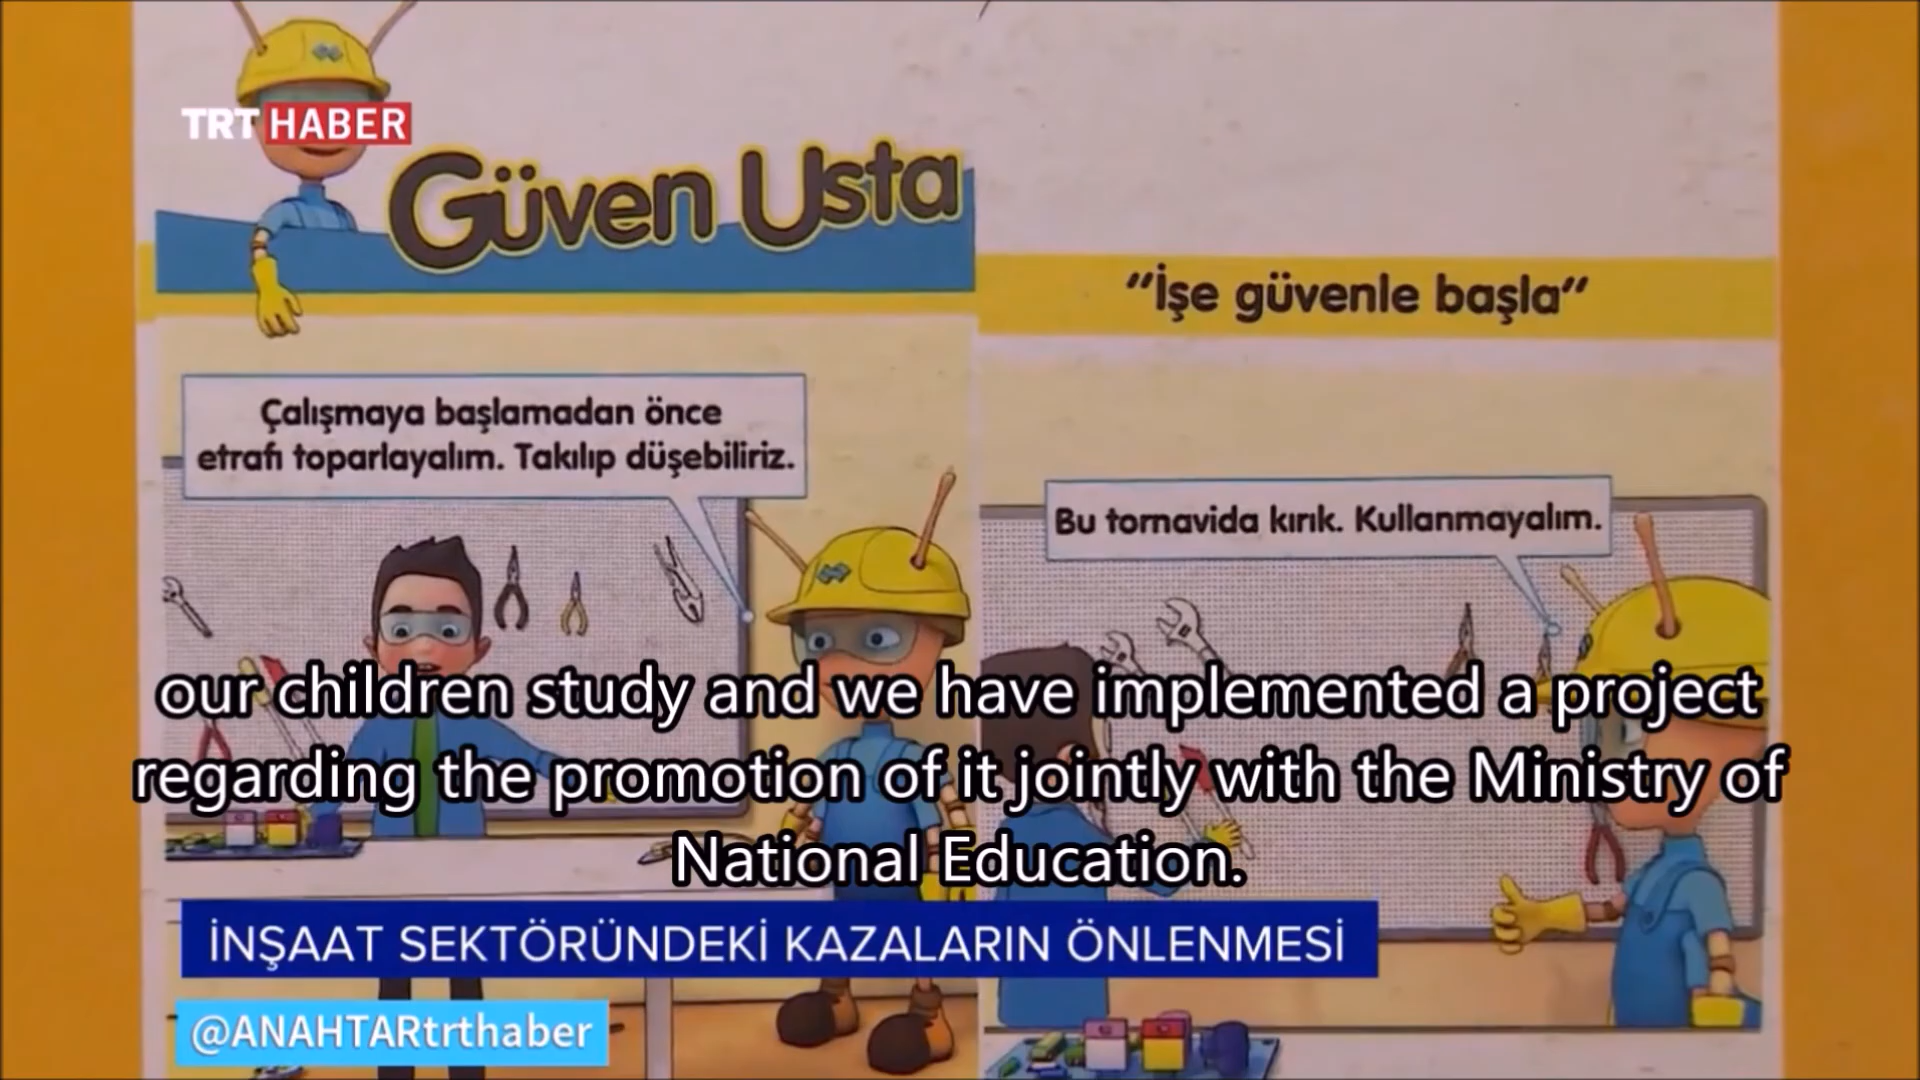 TRT HABER
Güven Usta
"İşe güvenle başla"
Çalışmaya başlamadan önce
etrafı toparlayalım. Takılıp düşebiliriz.
Bu tornavida kırık. Kullanmayalım.
our children study and we have implemented a project
regarding the promotion of it jointly with the Ministry of
National Education.
İNŞAAT SEKTÖRÜNDEKİ KAZALARIN ÖNLENMESİ
@ANAHTARtrthaber